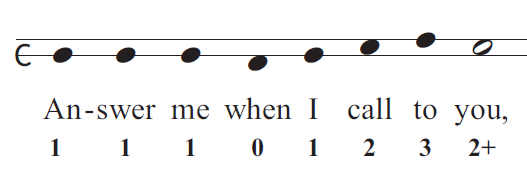 C
An-swer me when I call to you,
1 1 1 0 1 2 3 2+